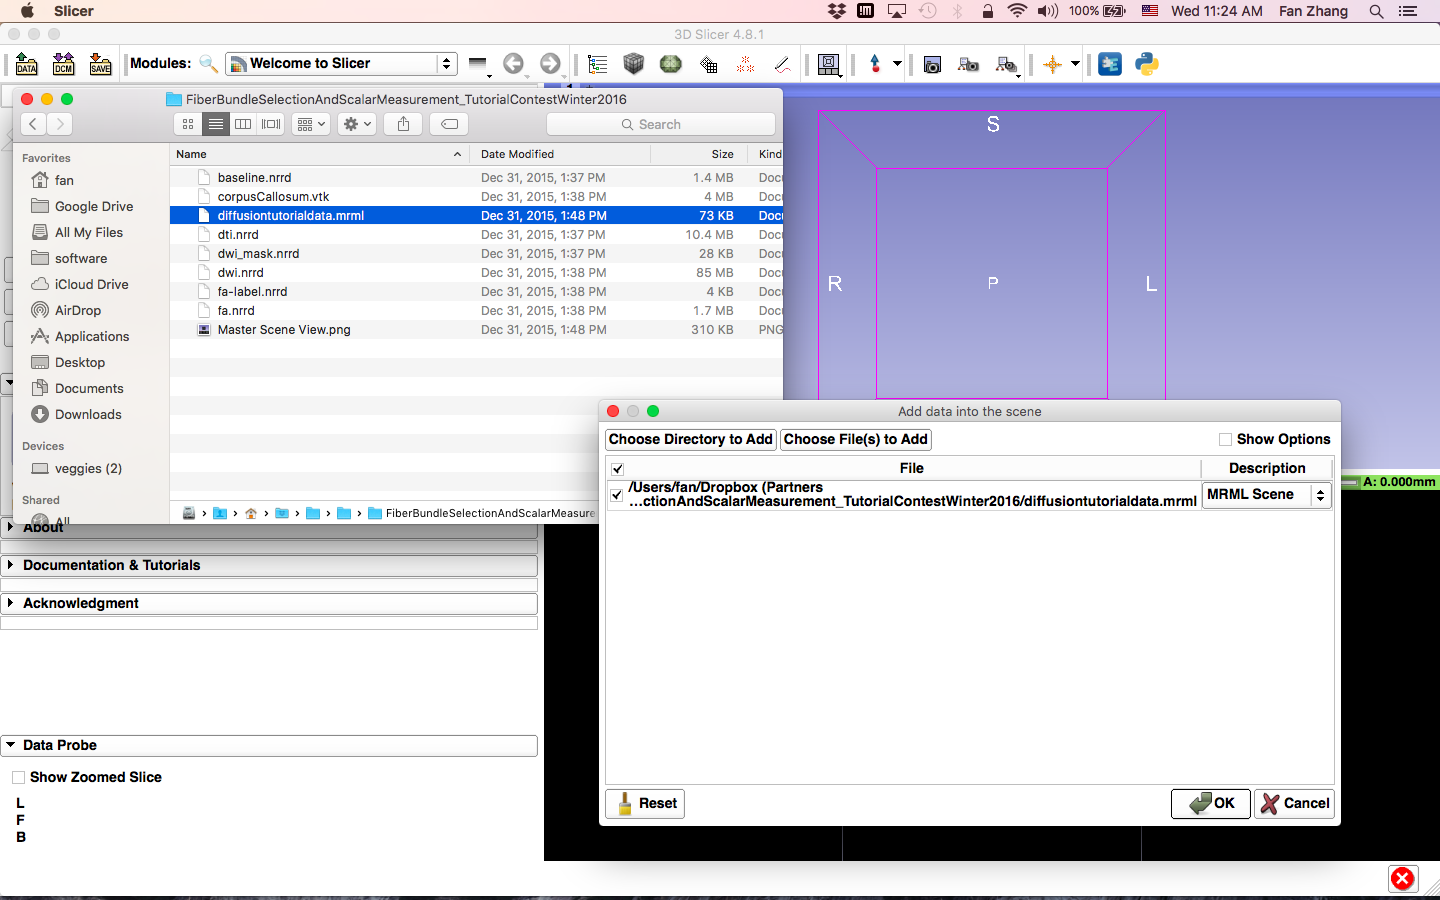 Slicer
100%
Wed 11:24 AM
Fan Zhang
3D Slicer 4.8.1
DATA
DCM
SAVE
Modules:
Welcome to Slicer
FiberBundleSelectionAndScalarMeasurement_TutorialContestWinter2016
Search
Favorites
fan
Google Drive
All My Files
software
iCloud Drive
AirDrop
Applications
Desktop
Documents
Downloads
Devices
veggies (2)
Shared
All
Name Date Modified Size Kind
baseline.nrrd Dec 31, 2015, 1:37 PM 1.4 MB Docu
corpusCallosum.vtk Dec 31, 2015, 1:38 PM 4 MB Docu
diffusiontutorialdata.mrml Dec 31, 2015, 1:48 PM 73 KB Docu
dti.nrrd Dec 31, 2015, 1:37 PM 10.4 MB Docu
dwi_mask.nrrd Dec 31, 2015, 1:37 PM 28 KB Docu
dwi.nrrd Dec 31, 2015, 1:38 PM 85 MB Docu
fa-label.nrrd Dec 31, 2015, 1:38 PM 4 KB Docu
fa.nrrd Dec 31, 2015, 1:38 PM 1.7 MB Docu
Master Scene View.png Dec 31, 2015, 1:48 PM 310 KB PNG
FiberBundleSelectionAndScalarMeasure
S
R
P
L
A: 0.000mm
Add data into the scene
Choose Directory to Add
Choose File(s) to Add
Show Options
File
Description
/Users/fan/Dropbox (Partners
...ctionAndScalarMeasurement_TutorialContestWinter2016/diffusiontutorialdata.mrml
MRML Scene
Reset
OK
Cancel
About
Documentation & Tutorials
Acknowledgment
Data Probe
Show Zoomed Slice
L
F
B